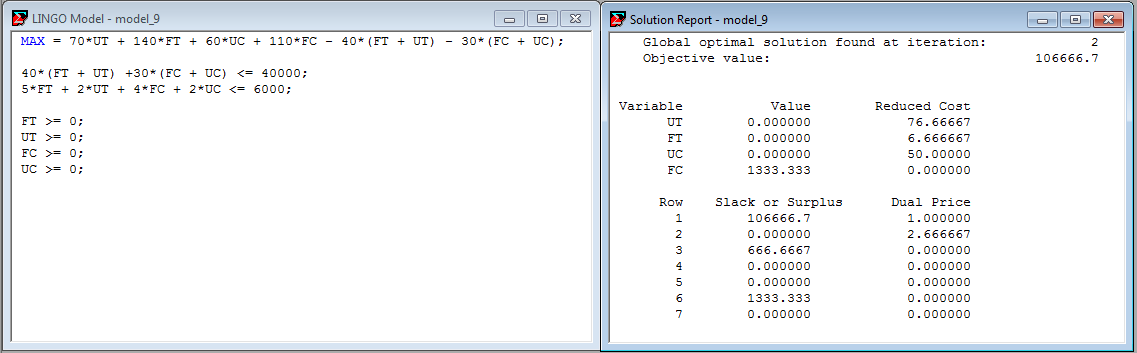 LINGO Model - model_9
MAX = 70*UT + 140*FT + 60*UC + 110*FC - 40*(FT + UT) - 30*(FC + UC);
40*(FT + UT) +30*(FC + UC) <= 40000;
5*FT + 2*UT + 4*FC + 2*UC <= 6000;
FT >= 0;
UT >= 0;
FC >= 0;
UC >= 0;
Solution Report - model_9
Global optimal solution found at iteration: 2
Objective value: 106666.7
Variable Value Reduced Cost
UT 0.000000 76.66667
FT 0.000000 6.666667
UC 0.000000 50.00000
FC 1333.333 0.000000
Row Slack or Surplus Dual Price
1 106666.7 1.000000
2 0.000000 2.666667
3 666.6667 0.000000
4 0.000000 0.000000
5 0.000000 0.000000
6 1333.333 0.000000
7 0.000000 0.000000